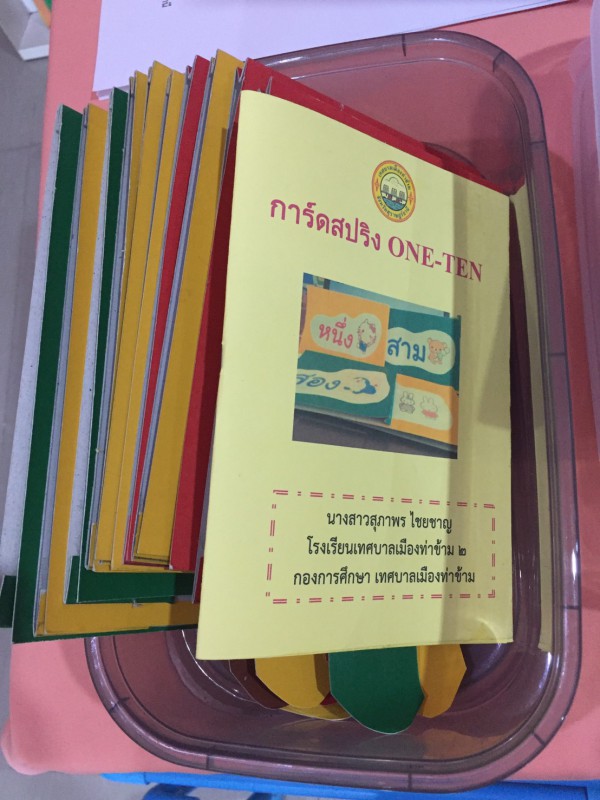 การ์ดสปริง ONE-TEN
หนึ่ง
สาม
สอง
นางสาวสุภาพร ไชยชาญ
โรงเรียนเทศบาลเมืองท่าข้าม ๒
กองการศึกษา เทศบาลเมืองท่าข้าม